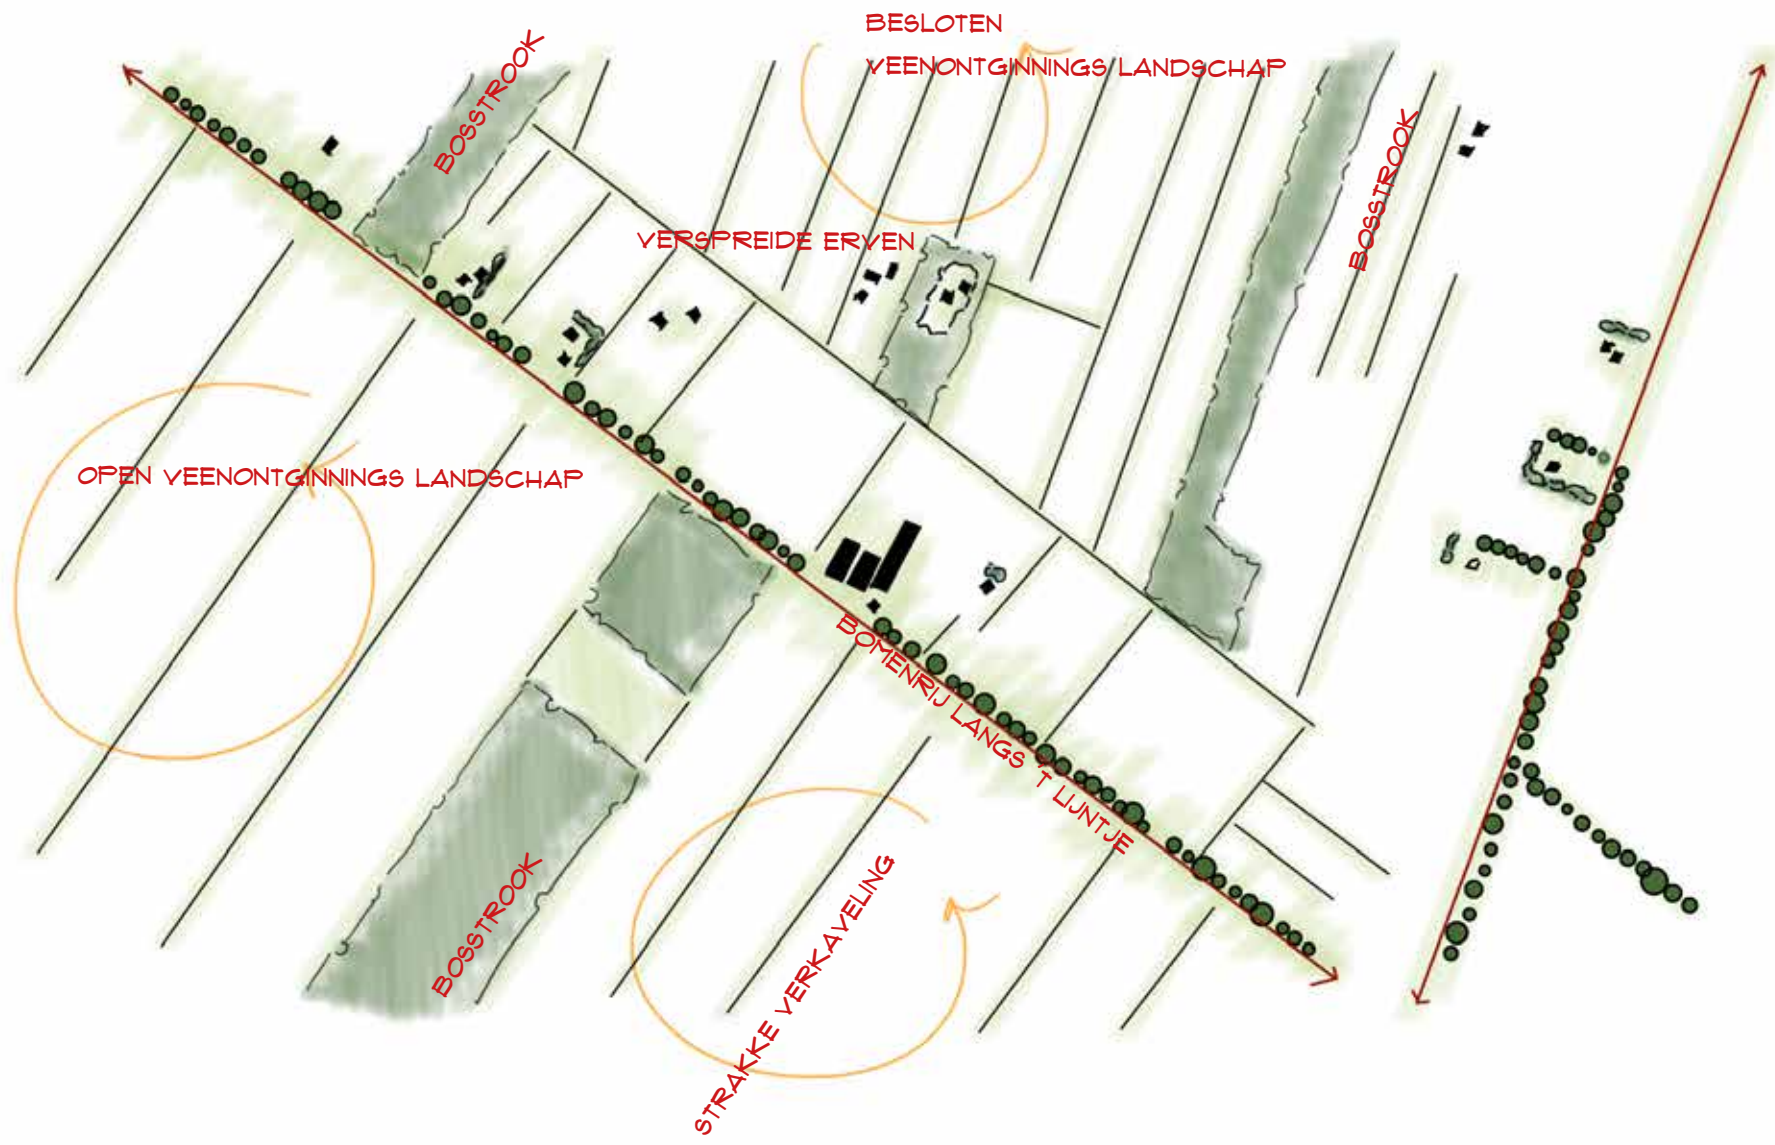 BESLOTEN
VEENONTGINNINGS LANDSCHAP
BOSSTROOK
BOSSTROOK
VERSPREIDE ERVEN
OPEN VEENONTGINNINGS LANDSCHAP
BOMENRIJ LANGS 'T LIJNTJE
BOSSTROOK
STRAKKE VERKAVELING